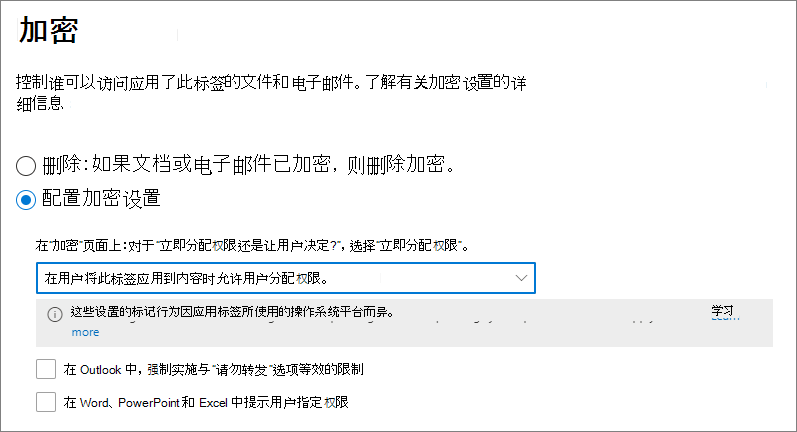 加密
控制谁可以访问应用了此标签的文件和电子邮件。了解有关加密设置的详
细信息
删除:如果文档或电子邮件已加密, 则删除加密。
配置加密设置
在"加密"页面上:对于"立即分配权限还是让用户决定?", 选择"立即分配权限"。
在用户将此标签应用到内容时允许用户分配权限。
这些设置的标记行为因应用标签所使用的操作系统平台而异。 学习
more
在 Outlook 中, 强制实施与"请勿转发"选项等效的限制
在 Word、PowerPoint 和 Excel 中提示用户指定权限